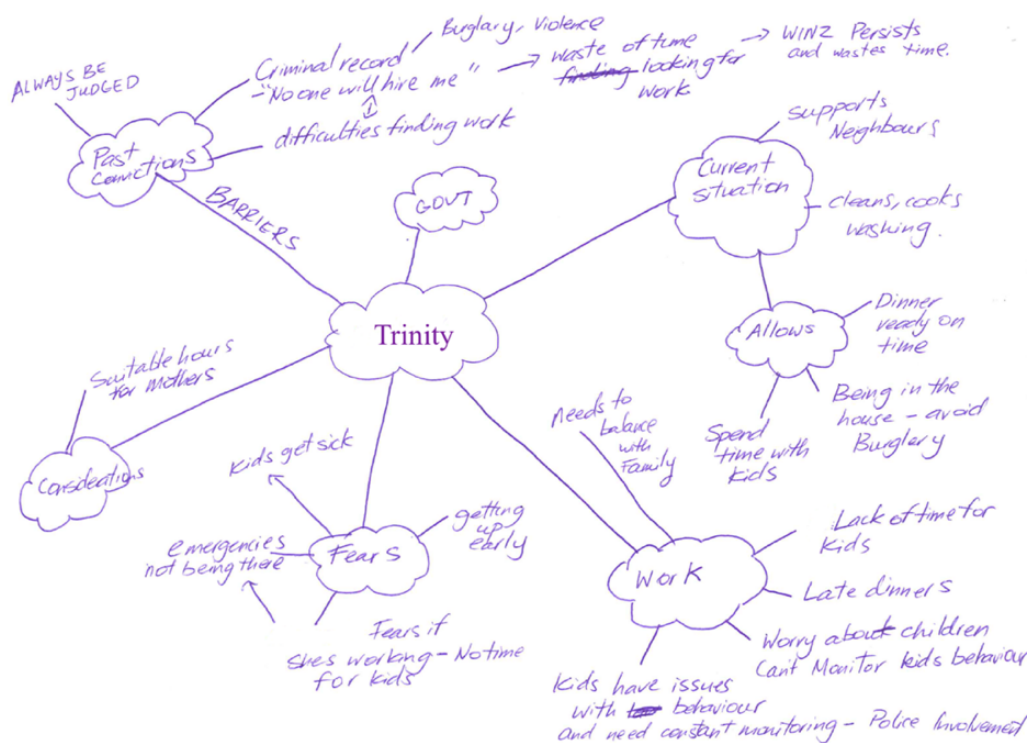 ALWAYS BE
JUDGED
Past
Convictions
Criminal record
Burglary, Violence
-"No one will hire me"
waste of time
finding looking for
work
WINZ Persists
and wastes time.
difficulties finding work
BARRIERS
GOVT
Current
situation
supports
Neighbours
cleans, cooks
washing.
Allows
Dinner
ready on
time
Being in the
house - avoid
Burglery
Spend
time with
kids
Trinity
Suitable hours
for mothers
Considerations
Kids get sick
emergencies
not being there
Fears
getting
up
early
Fears if
shes working - No time
for kids
Needs to
balance
with
Family
Work
Lack of time for
kids
Late dinners
Worry about children
Cant Monitor kids behaviour
Kids have issues
with behaviour
and need constant monitoring - Police Involvement